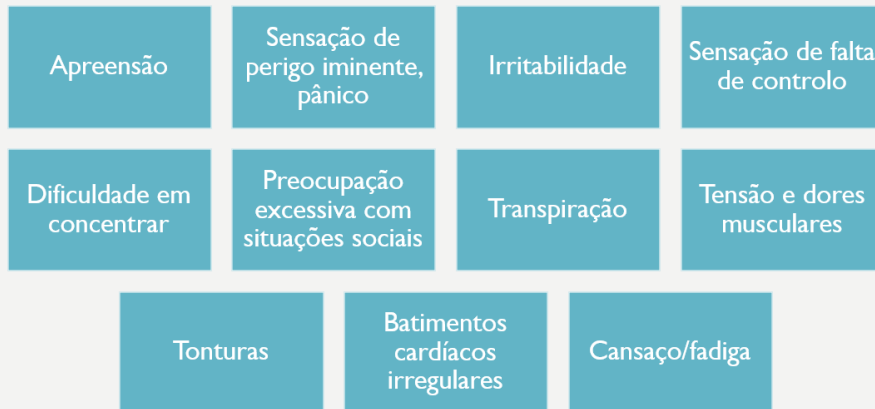 Apreensão
Sensação de
perigo iminente,
pânico
Irritabilidade
Sensação de falta
de controlo
Dificuldade em
concentrar
Preocupação
excessiva com
situações sociais
Transpiração
Tensão e dores
musculares
Tonturas
Batimentos
cardíacos
irregulares
Cansaço/fadiga